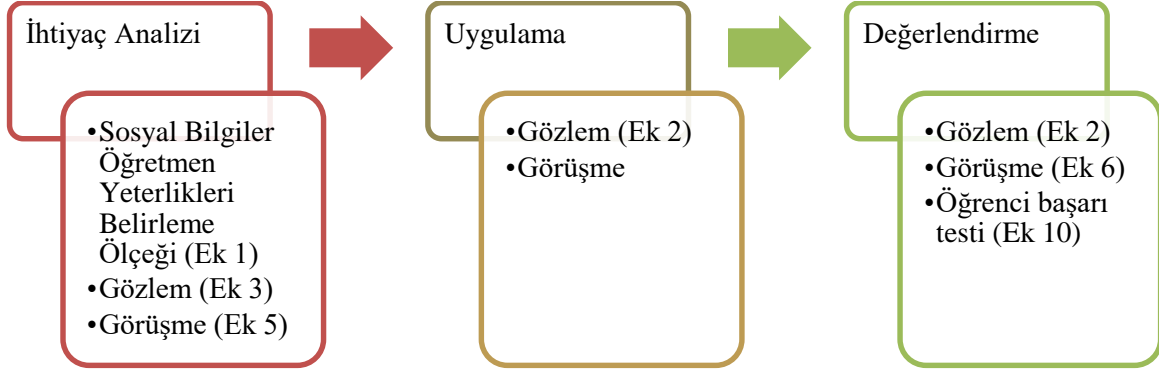 İhtiyaç Analizi
•Sosyal Bilgiler
Öğretmen
Yeterlikleri
Belirleme
Ölçeği (Ek 1)
•Gözlem (Ek 3)
•Görüşme (Ek 5)
Uygulama
•Gözlem (Ek 2)
•Görüşme
Değerlendirme
•Gözlem (Ek 2)
•Görüşme (Ek 6)
•Öğrenci başarı
testi (Ek 10)